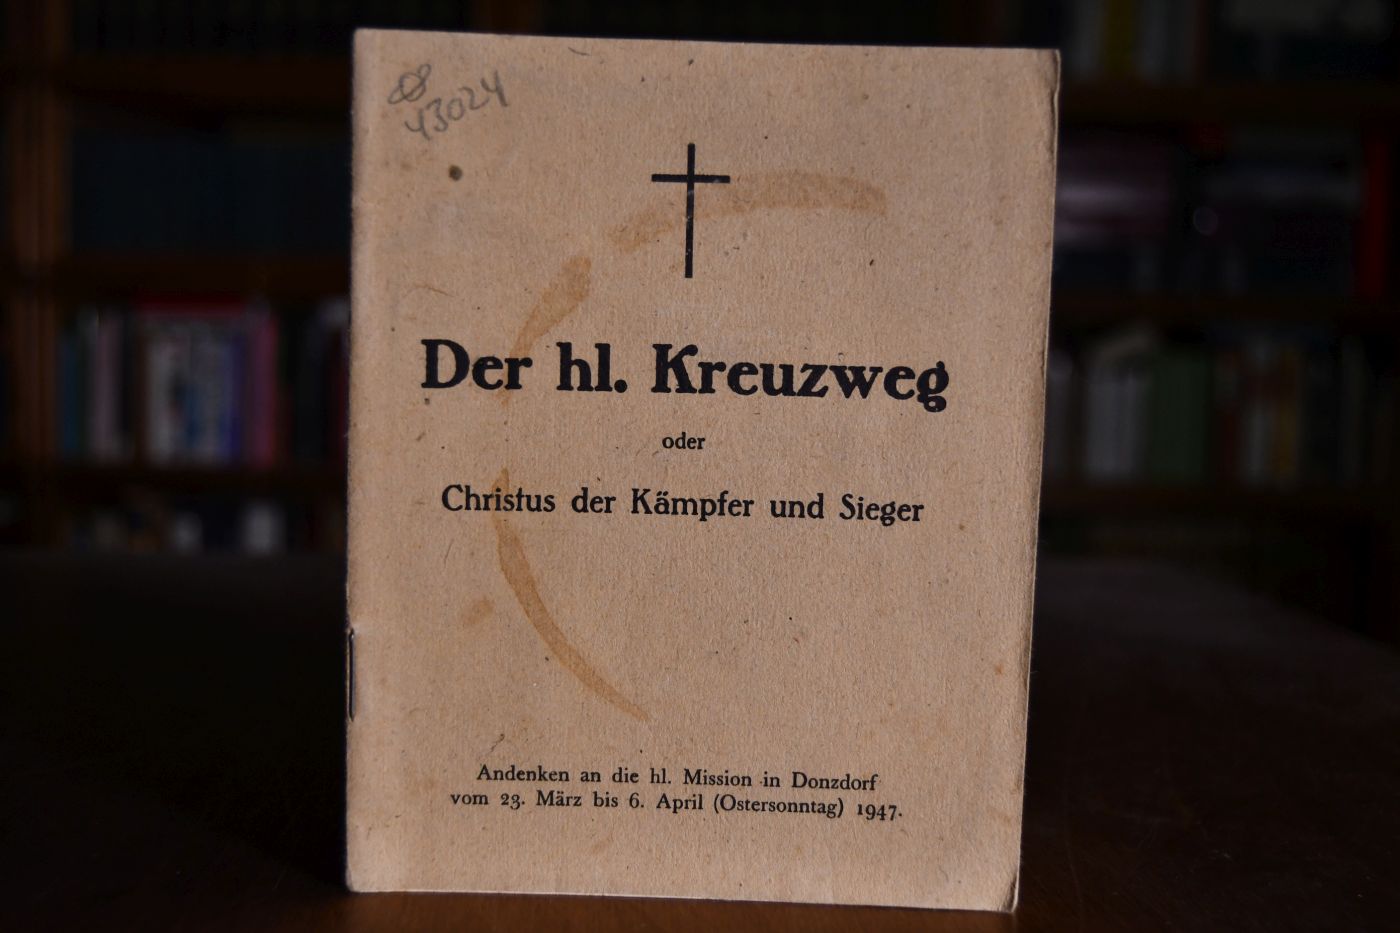 43024
Der hl. Kreuzweg
oder
Christus der Kämpfer und Sieger
Andenken an die hl. Mission in Donzdorf
vom 23. März bis 6. April (Ostersonntag) 1947.